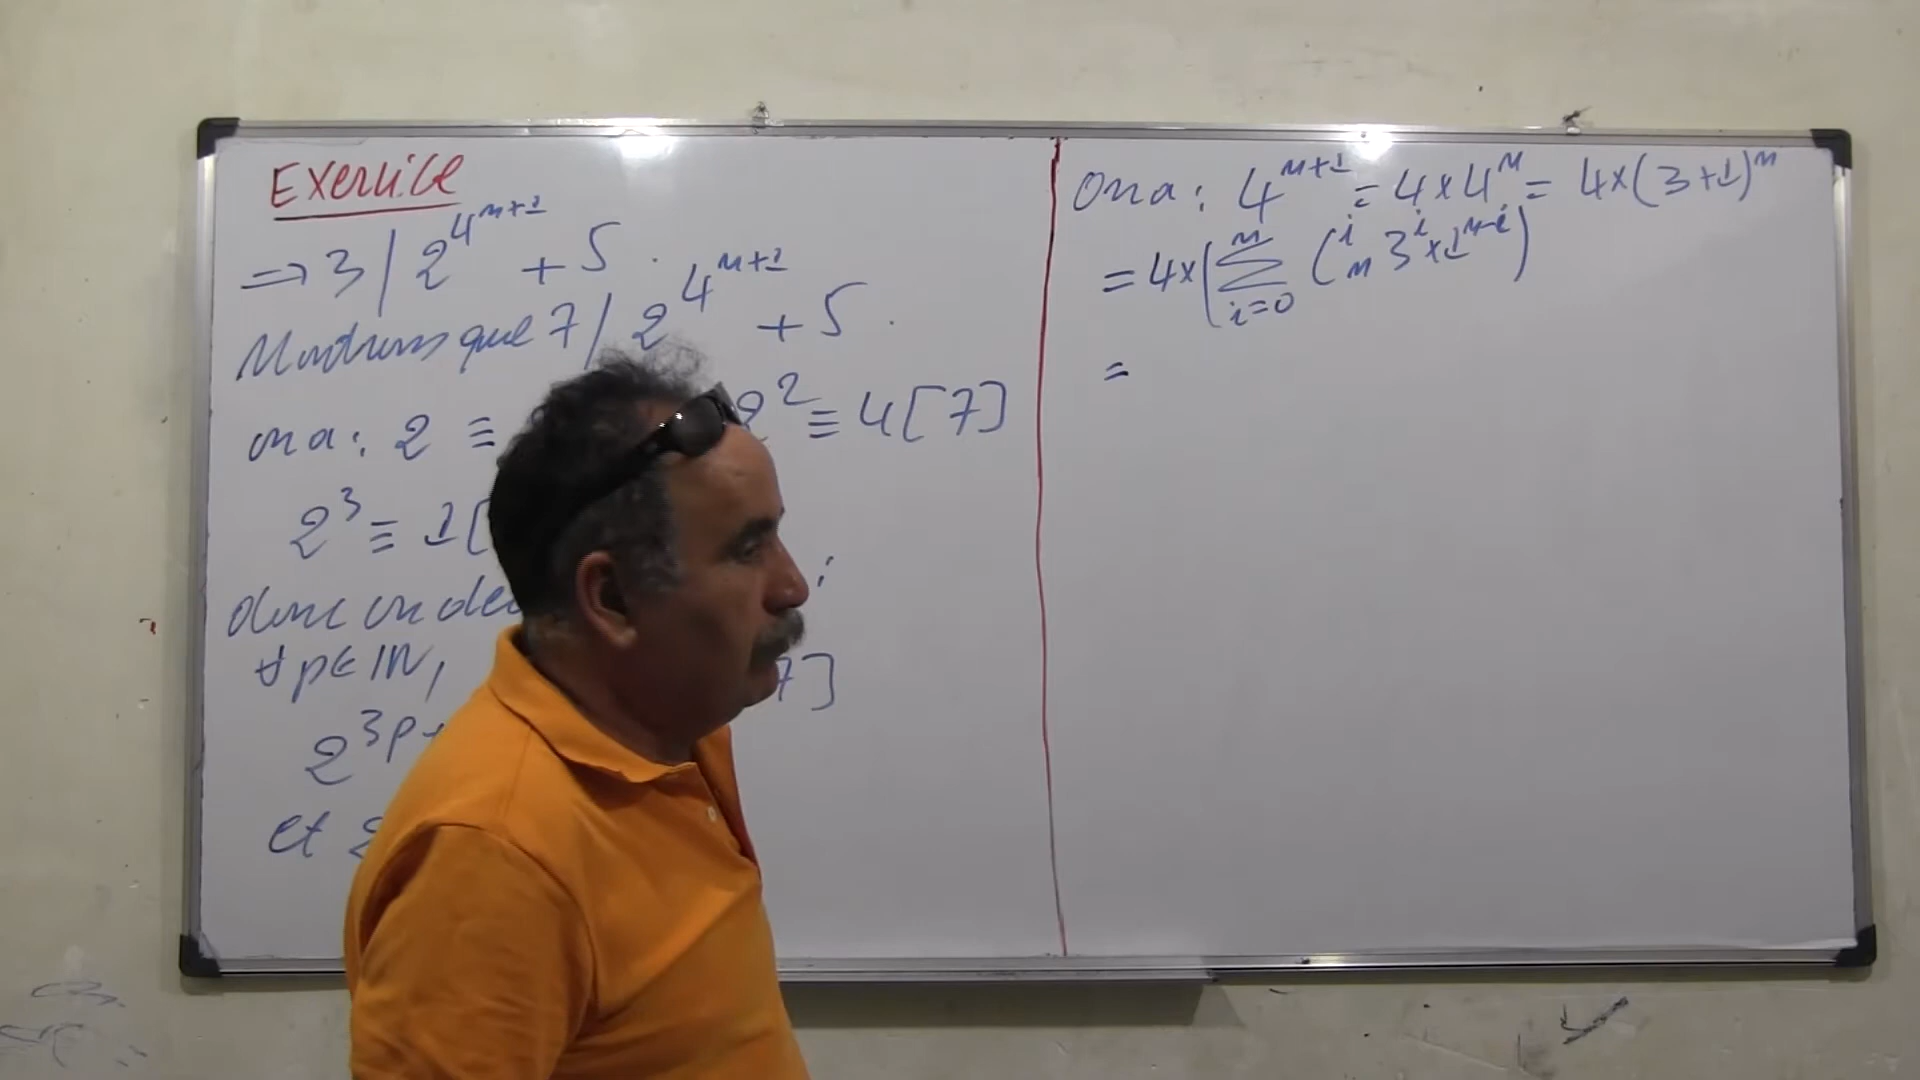 Exercice
⇒ 3 / 2^{4^{n+1}} + 5 .
Montrons que 7 / 2^{4^{n+1}} + 5 .
on a : 2 ≡ 2² ≡ 4 [7]
2³ ≡ 1 [
donc on :
∀ p ∈ ℕ, 7]
2^{3p+
et 2
On a : 4^{n+1} = 4 × 4^n = 4 × (3+1)^n
= 4 × ( ∑_{i=0}^{n} C_n^i 3^i × 1^{n-i} )
=